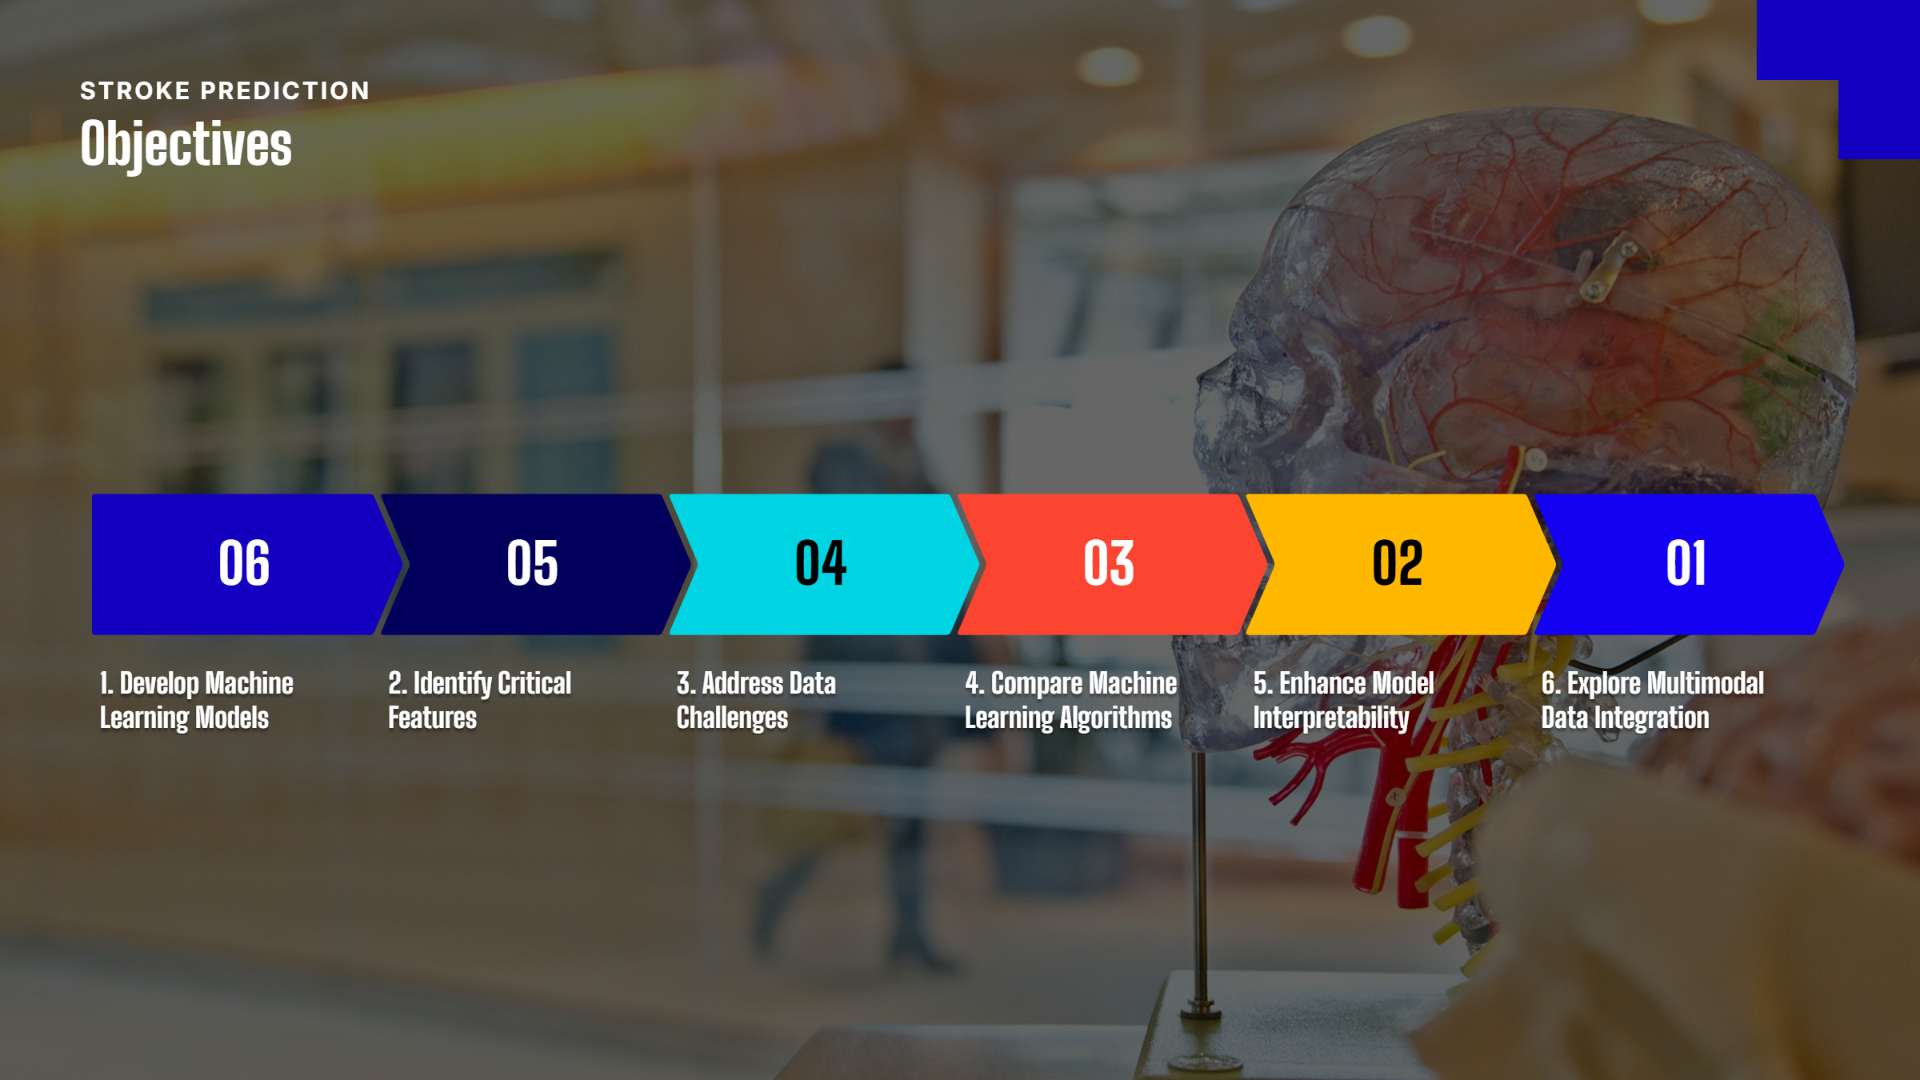 STROKE PREDICTION
Objectives
06
05
04
03
02
01
1. Develop Machine
Learning Models
2. Identify Critical
Features
3. Address Data
Challenges
4. Compare Machine
Learning Algorithms
5. Enhance Model
Interpretability
6. Explore Multimodal
Data Integration